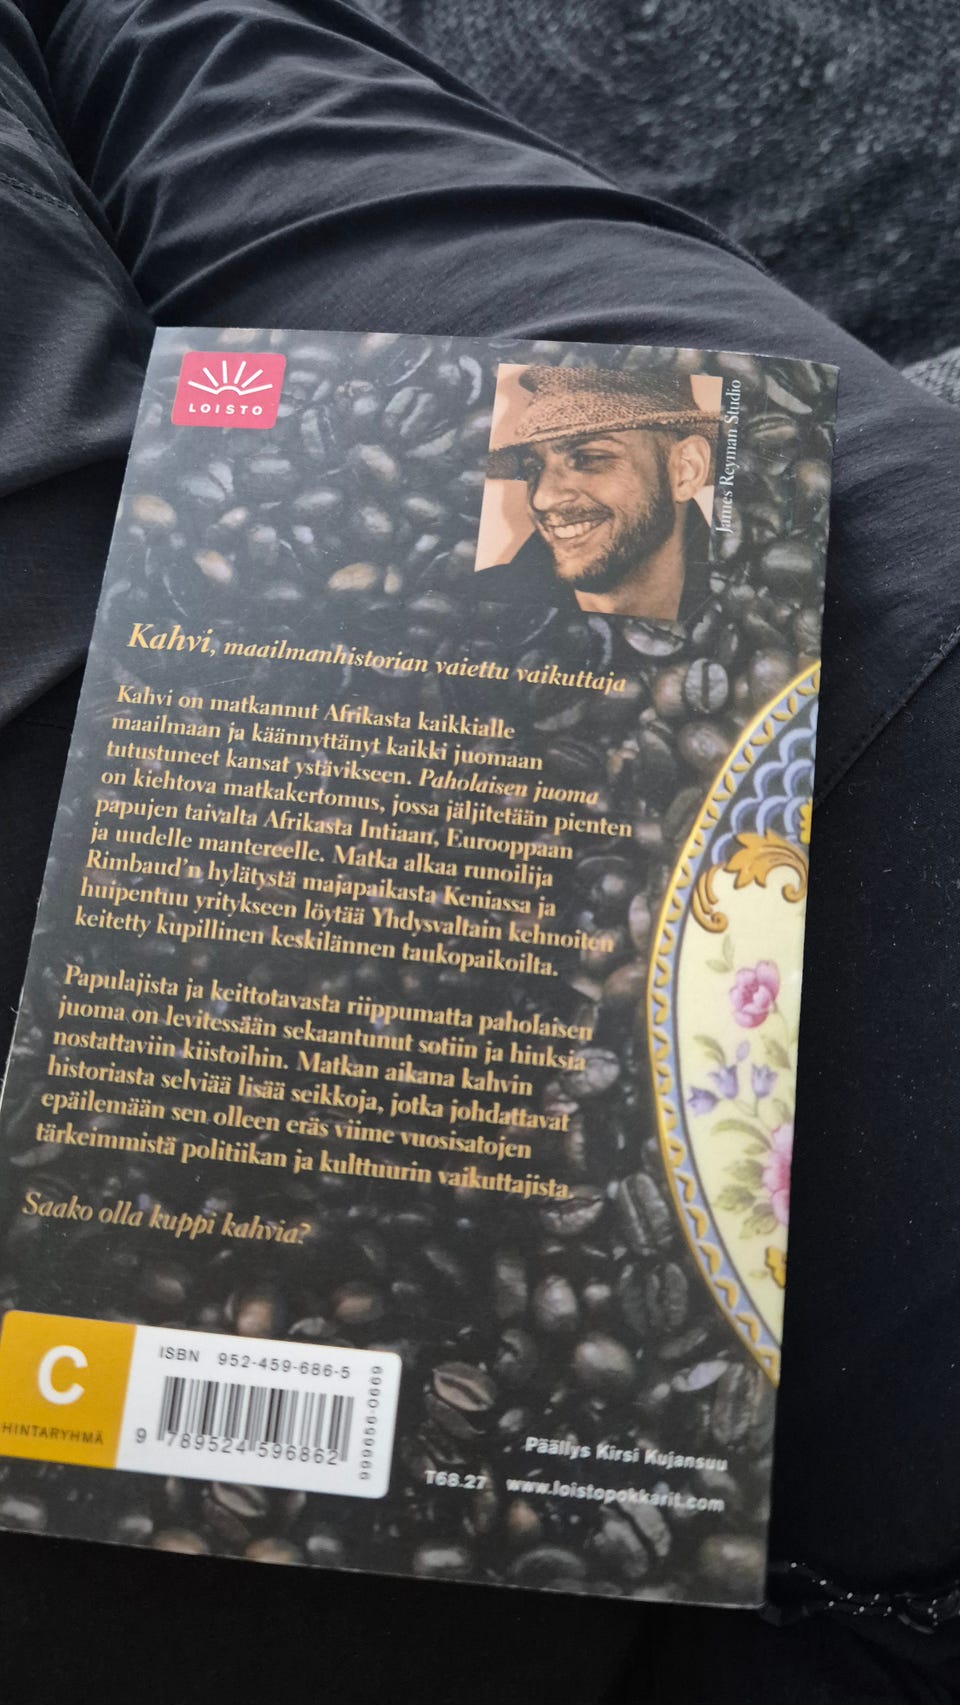 LOISTO
James Reyman Studio
Kahvi, maailmanhistorian vaiettu vaikuttaja
Kahvi on matkannut Afrikasta kaikkialle
maailmaan ja käännyttänyt kaikki juomaan
tutustuneet kansat ystävikseen. Paholaisen juoma
on kiehtova matkakertomus, jossa jäljitetään pienten
papujen taivalta Afrikasta Intiaan, Eurooppaan
ja uudelle mantereelle. Matka alkaa runoilija
Rimbaud'n hylätystä majapaikasta Keniassa ja
huipentuu yritykseen löytää Yhdysvaltain kehnoiten
keitetty kupillinen keskilännen taukopaikoilta.
Papulajista ja keittotavasta riippumatta paholaisen
juoma on levitessään sekaantunut sotiin ja hiuksia
nostattaviin kiistoihin. Matkan aikana kahvin
historiasta selviää lisää seikkoja, jotka johdattavat
epäilemään sen olleen eräs viime vuosisatojen
tärkeimmistä politiikan ja kulttuurin vaikuttajista.
Saako olla kuppi kahvia?
C
HINTARYHMÄ
ISBN 952-459-686-5
9 789524 596862
Päällys Kirsi Kujansuu
T68.27 www.loistopokkarit.com